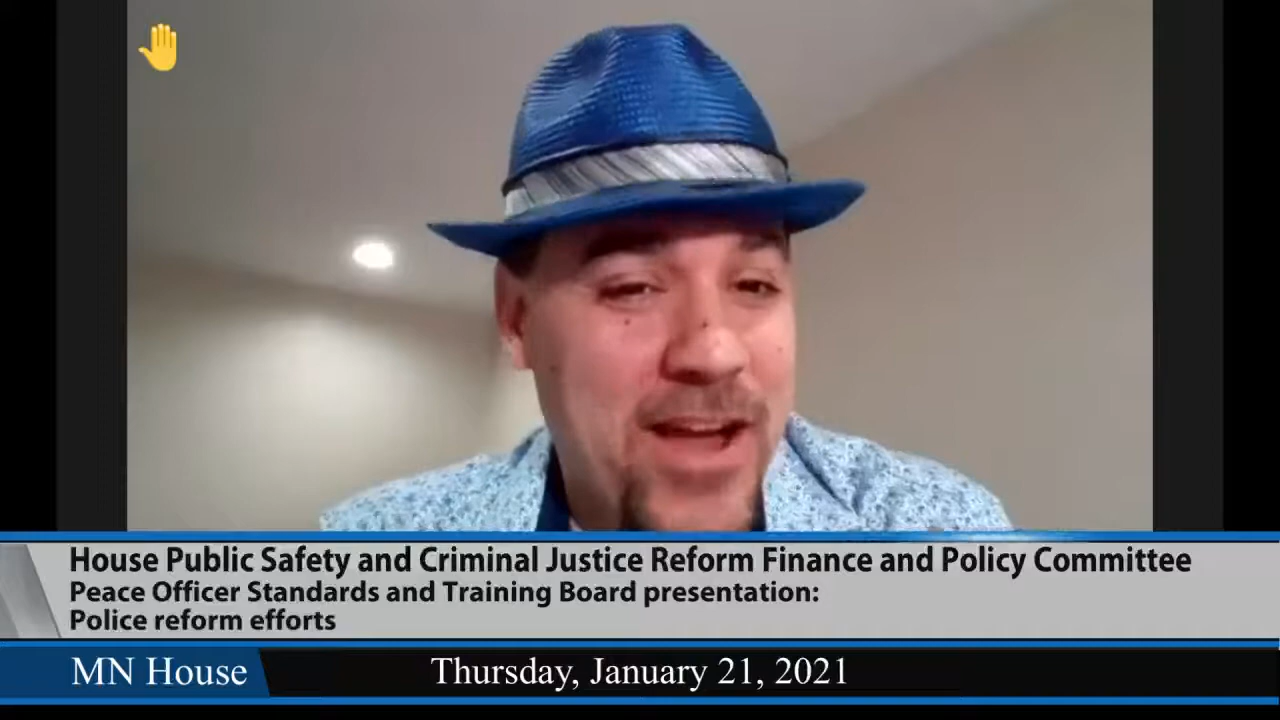 House Public Safety and Criminal Justice Reform Finance and Policy Committee
Peace Officer Standards and Training Board presentation:
Police reform efforts
MN House
Thursday, January 21, 2021